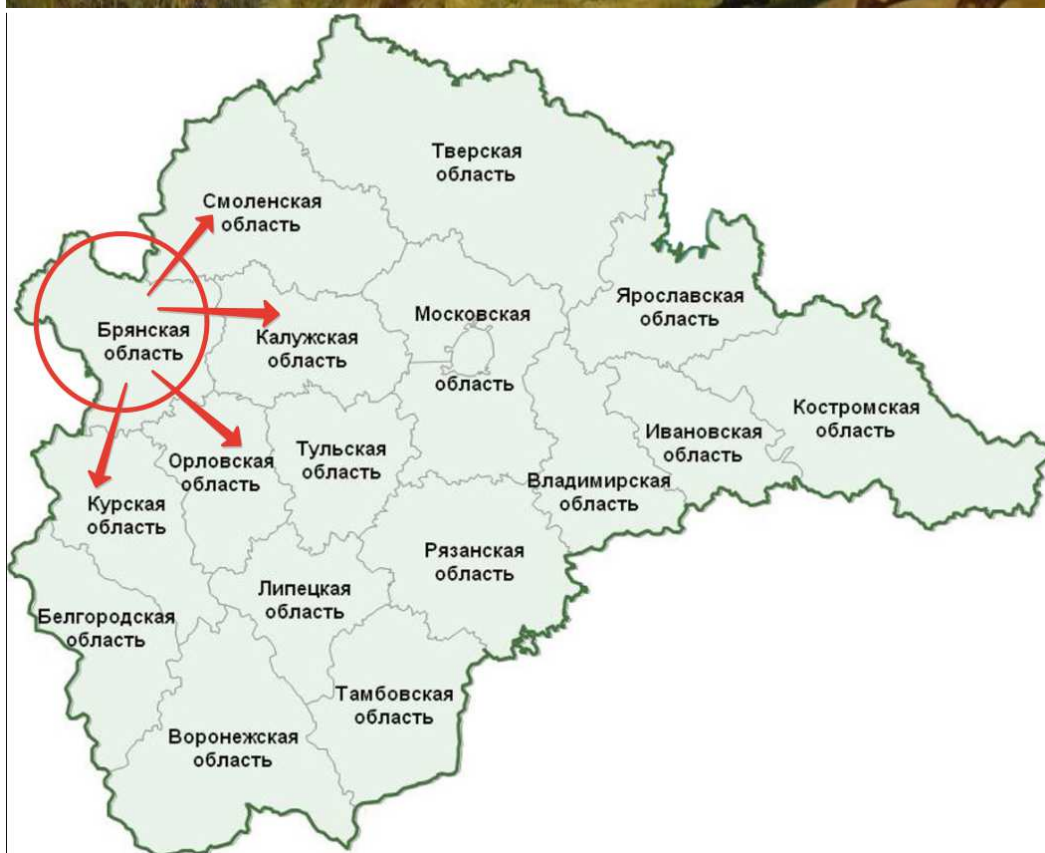 Тверская
область
Смоленская
область
Ярославская
область
Московская
область
Брянская
область
Калужская
область
Костромская
область
Ивановская
область
Тульская
область
Орловская
область
Владимирская
область
Курская
область
Рязанская
область
Липецкая
область
Белгородская
область
Тамбовская
область
Воронежская
область